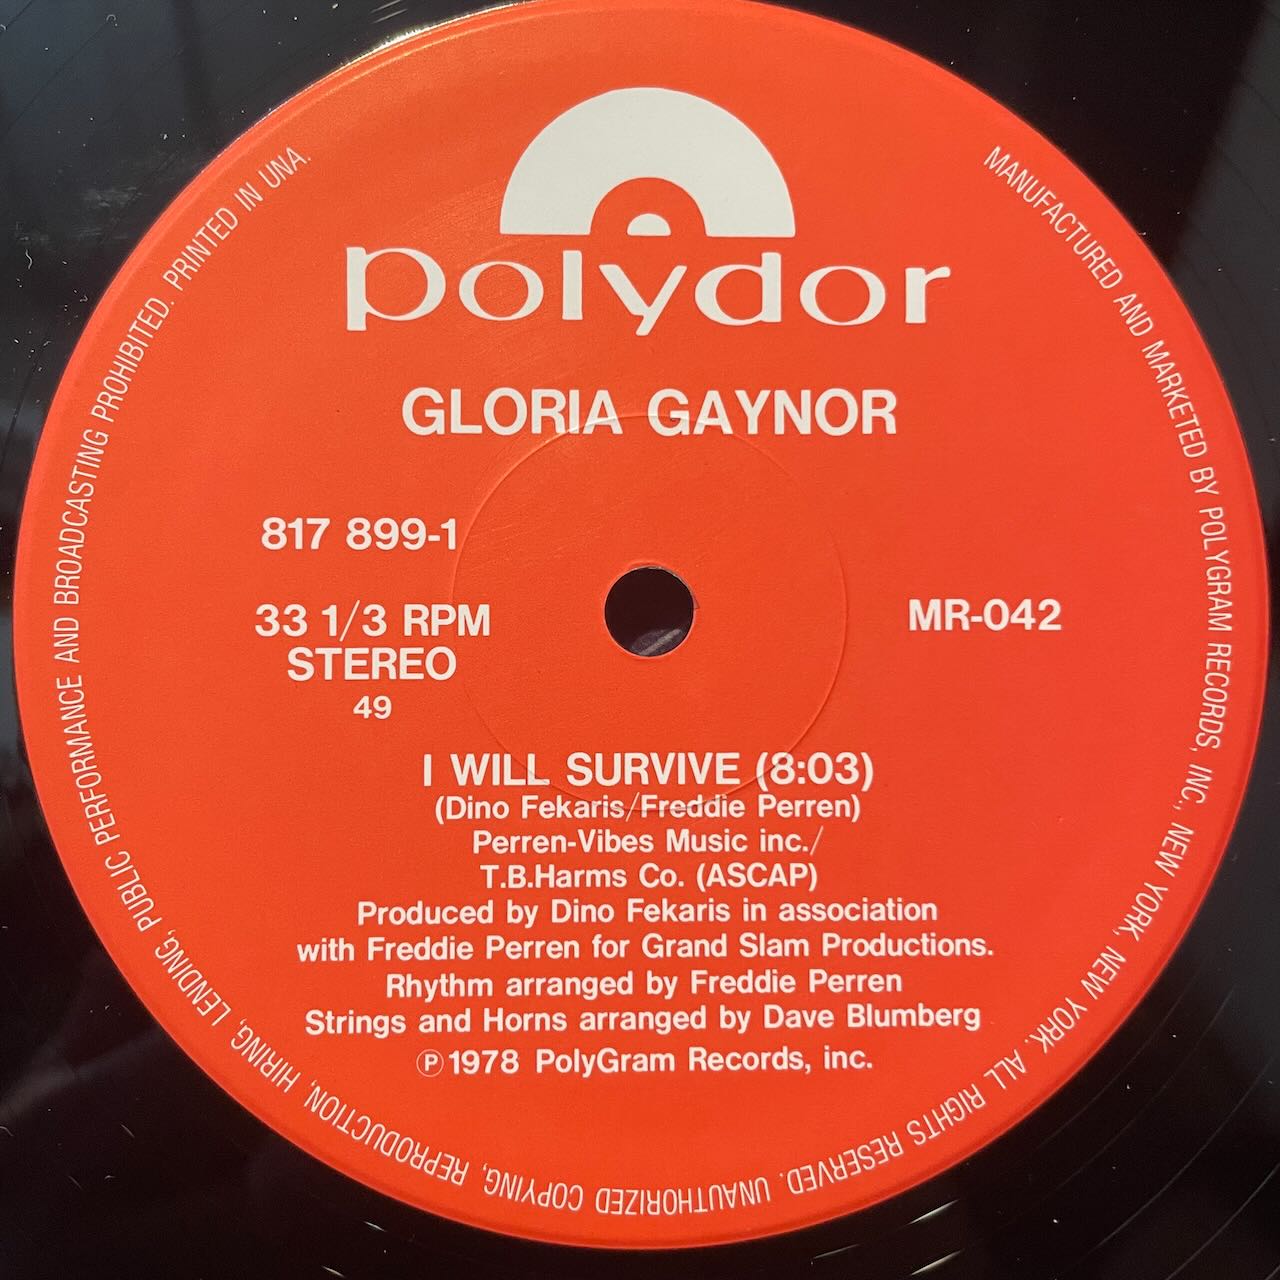 polydor
GLORIA GAYNOR
817 899-1
33 1/3 RPM
STEREO
49
MR-042
I WILL SURVIVE (8:03)
(Dino Fekaris/Freddie Perren)
Perren-Vibes Music inc./
T.B.Harms Co. (ASCAP)
Produced by Dino Fekaris in association
with Freddie Perren for Grand Slam Productions.
Rhythm arranged by Freddie Perren
Strings and Horns arranged by Dave Blumberg
Ⓟ 1978 PolyGram Records, inc.
MANUFACTURED AND MARKETED BY POLYGRAM RECORDS, INC., NEW YORK, NEW YORK. ALL RIGHTS RESERVED. UNAUTHORIZED COPYING, REPRODUCTION, HIRING, LENDING, PUBLIC PERFORMANCE AND BROADCASTING PROHIBITED. PRINTED IN UNA.